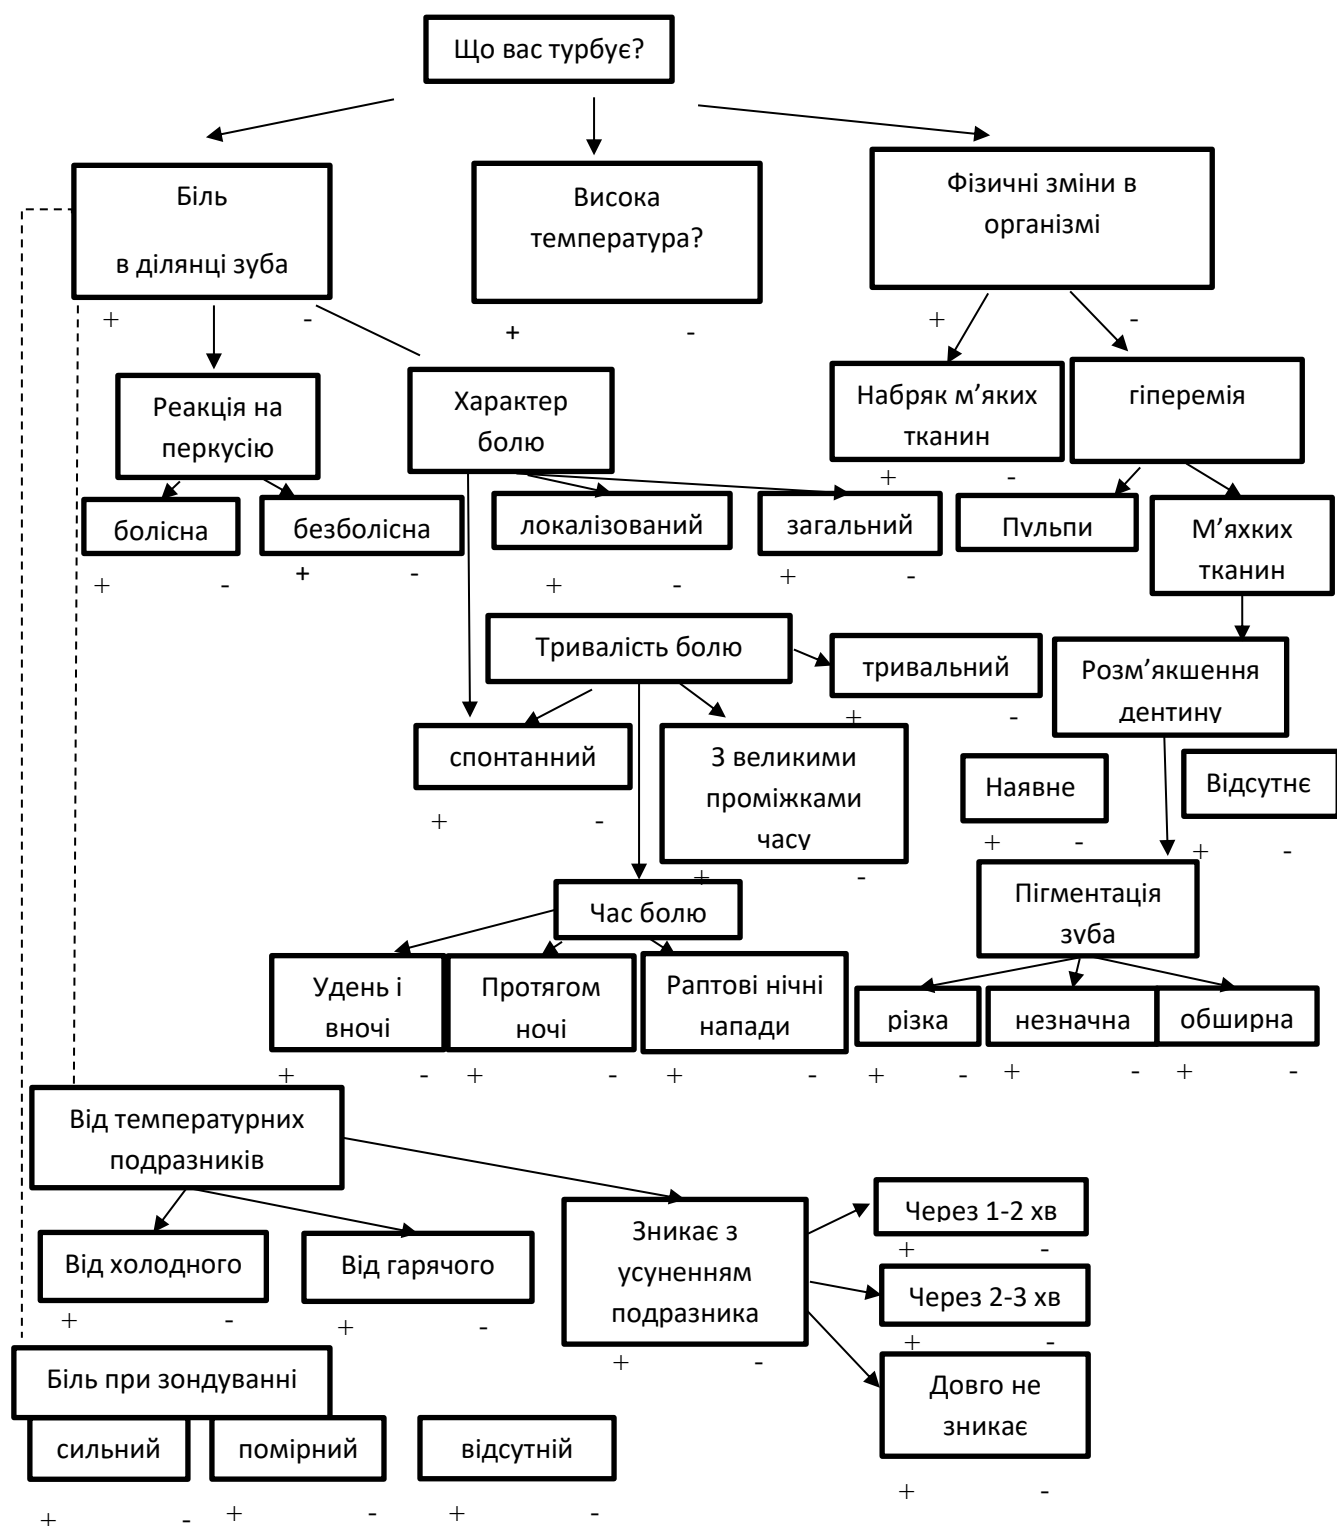 Що вас турбує?
Біль
в ділянці зуба
Висока
температура?
Фізичні зміни в
організмі
+ -
+ -
+ -
Реакція на
перкусію
Характер
болю
Набряк м’яких
тканин
гіперемія
+ -
болісна
безболісна
локалізований
загальний
Пульпи
М’яхких
тканин
+ -
+ -
+ -
+ -
Тривалість болю
тривальний
Розм’якшення
дентину
+ -
спонтанний
З великими
проміжками
часу
Наявне
Відсутнє
+ -
+ -
+ -
+ -
Час болю
Пігментація
зуба
Удень і
вночі
Протягом
ночі
Раптові нічні
напади
різка
незначна
обширна
+ -
+ -
+ -
+ -
+ -
+ -
Від температурних
подразників
Від холодного
Від гарячого
Зникає з
усуненням
подразника
Через 1-2 хв
+ -
Через 2-3 хв
+ -
+ -
+ -
+ -
Біль при зондуванні
Довго не
зникає
сильний
помірний
відсутній
+ -
+ -
+ -
+ -